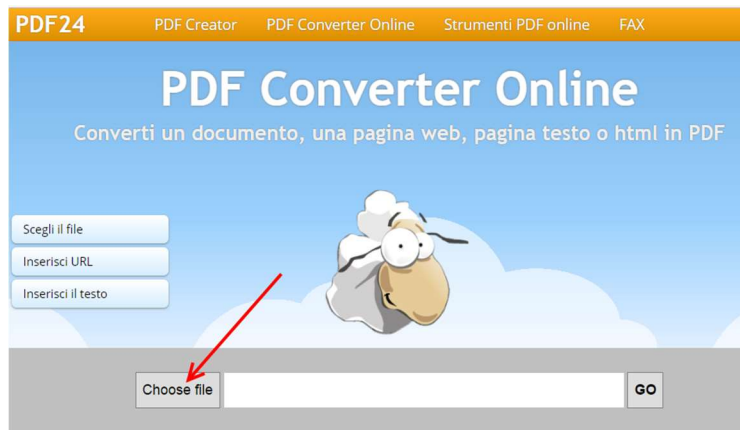 PDF24 PDF Creator PDF Converter Online Strumenti PDF online FAX
PDF Converter Online
Converti un documento, una pagina web, pagina testo o html in PDF
Scegli il file
Inserisci URL
Inserisci il testo
Choose file GO